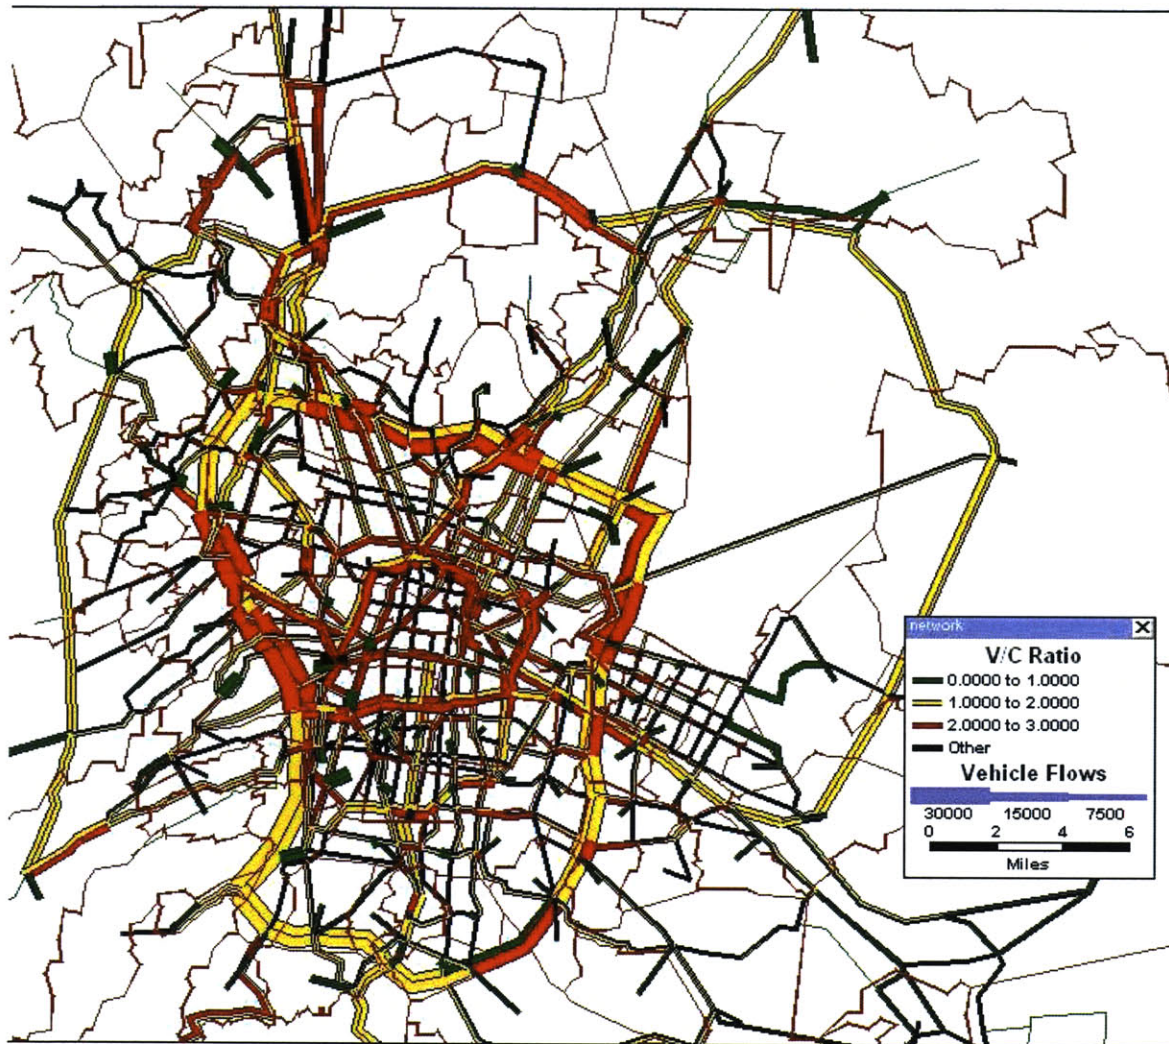 network
V/C Ratio
0.0000 to 1.0000
1.0000 to 2.0000
2.0000 to 3.0000
Other
Vehicle Flows
30000 15000 7500
0 2 4 6
Miles